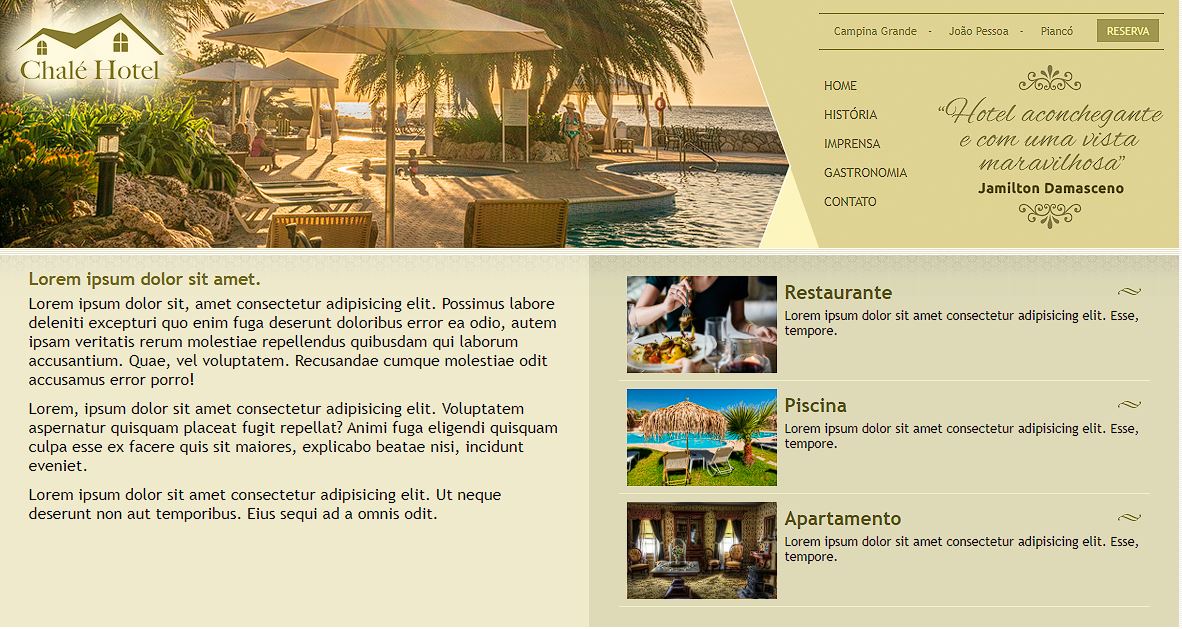 Chalé Hotel
Campina Grande - João Pessoa - Piancó RESERVA
HOME
HISTÓRIA
IMPRENSA
GASTRONOMIA
CONTATO
“Hotel aconchegante
e com uma vista
maravilhosa”
Jamilton Damasceno
Lorem ipsum dolor sit amet.
Lorem ipsum dolor sit, amet consectetur adipisicing elit. Possimus labore
deleniti excepturi quo enim fuga deserunt doloribus error ea odio, autem
ipsam veritatis rerum molestiae repellendus quibusdam qui laborum
accusantium. Quae, vel voluptatem. Recusandae cumque molestiae odit
accusamus error porro!
Lorem, ipsum dolor sit amet consectetur adipisicing elit. Voluptatem
aspernatur quisquam placeat fugit repellat? Animi fuga eligendi quisquam
culpa esse ex facere quis sit maiores, explicabo beatae nisi, incidunt
eveniet.
Lorem ipsum dolor sit amet consectetur adipisicing elit. Ut neque
deserunt non aut temporibus. Eius sequi ad a omnis odit.
Restaurante
Lorem ipsum dolor sit amet consectetur adipisicing elit. Esse,
tempore.
Piscina
Lorem ipsum dolor sit amet consectetur adipisicing elit. Esse,
tempore.
Apartamento
Lorem ipsum dolor sit amet consectetur adipisicing elit. Esse,
tempore.